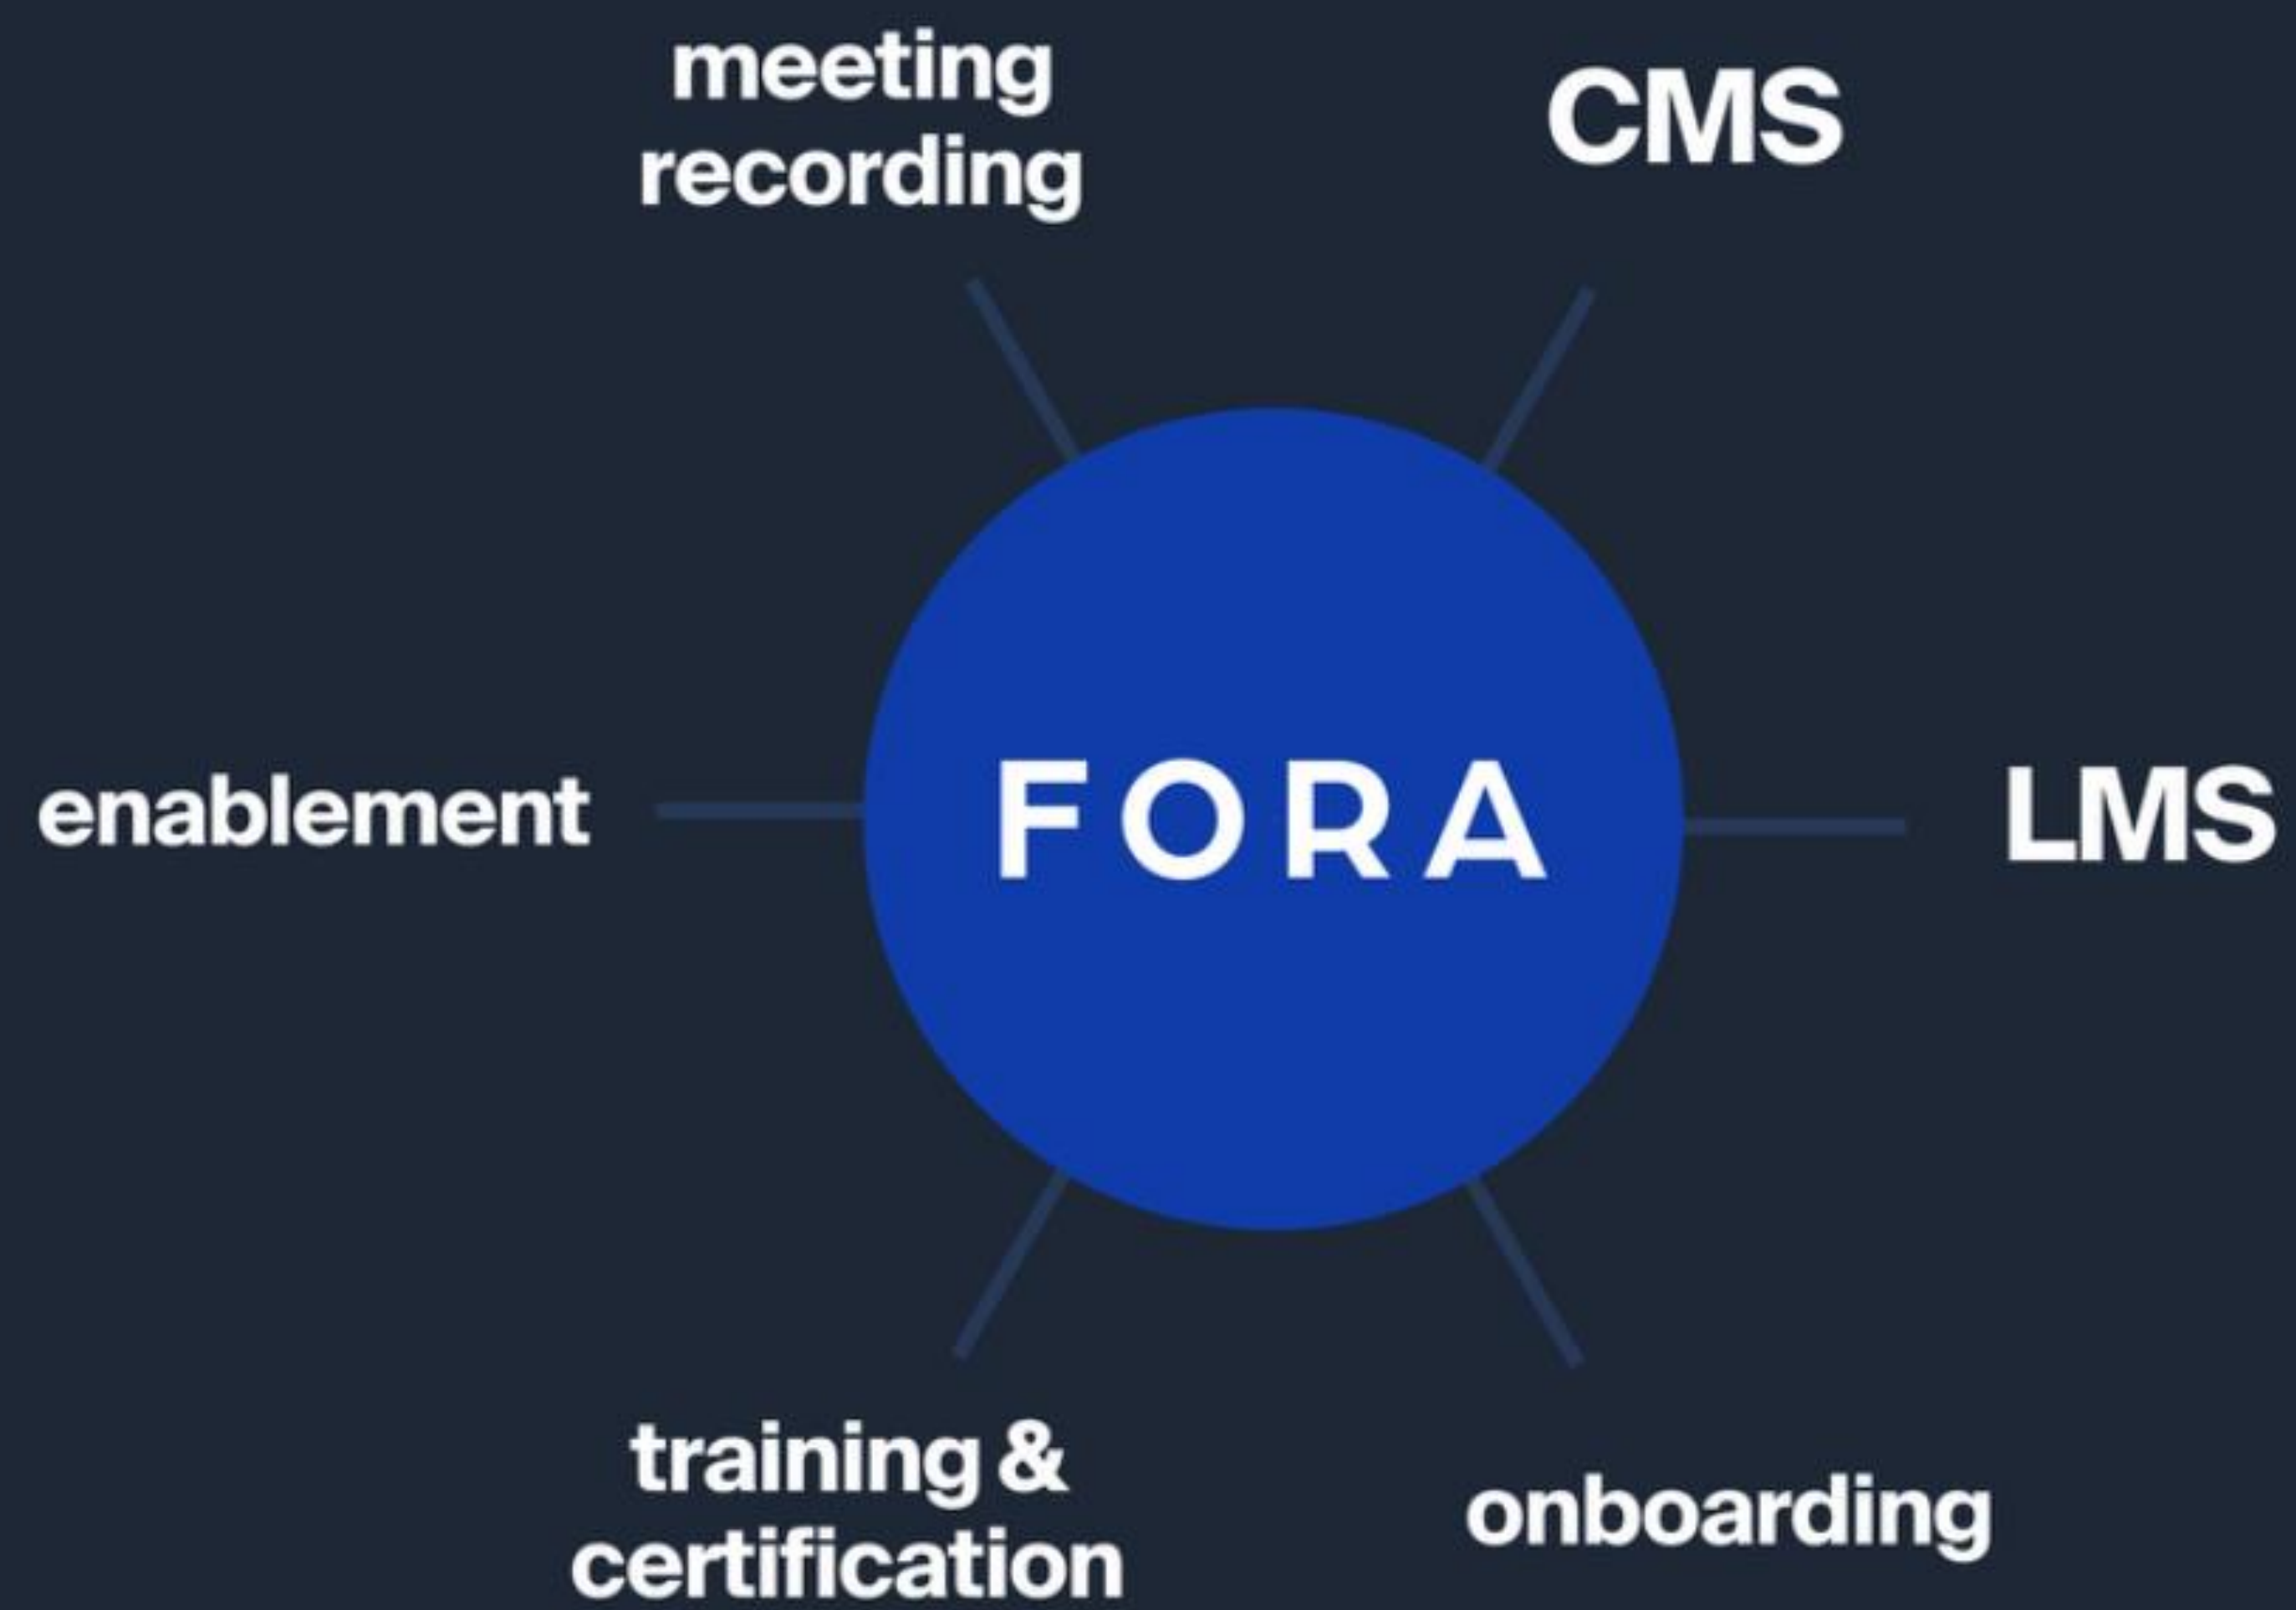 meeting
recording
CMS
enablement
FORA
LMS
training &
certification
onboarding